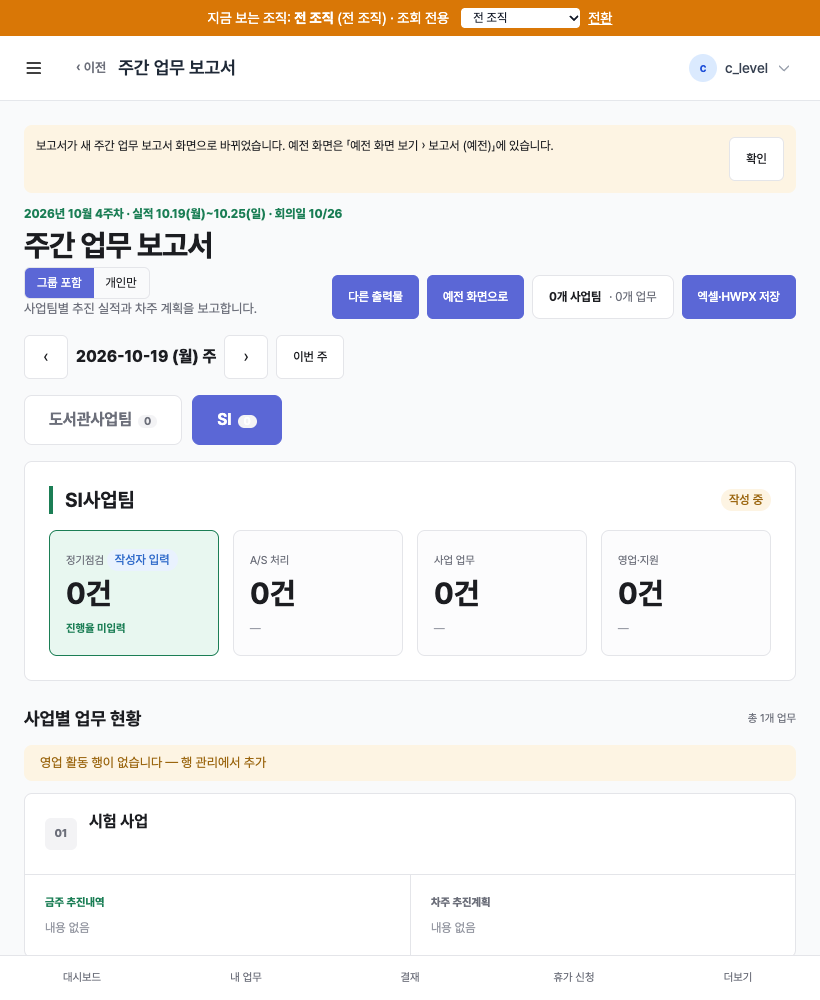 지금 보는 조직: 전 조직 (전 조직) · 조회 전용 전 조직 전환
‹ 이전 주간 업무 보고서 c c_level
보고서가 새 주간 업무 보고서 화면으로 바뀌었습니다. 예전 화면은 「예전 화면 보기 › 보고서 (예전)」에 있습니다. 확인
2026년 10월 4주차 · 실적 10.19(월)~10.25(일) · 회의일 10/26
주간 업무 보고서
그룹 포함 개인만
사업팀별 추진 실적과 차주 계획을 보고합니다.
다른 출력물 예전 화면으로 0개 사업팀 · 0개 업무 엑셀·HWPX 저장
‹ 2026-10-19 (월) 주 › 이번 주
도서관사업팀 0 SI 0
SI사업팀 작성 중
정기점검 작성자 입력 A/S 처리 사업 업무 영업·지원
0건 0건 0건 0건
진행율 미입력 — — —
사업별 업무 현황 총 1개 업무
영업 활동 행이 없습니다 — 행 관리에서 추가
01 시험 사업
금주 추진내역 차주 추진계획
내용 없음 내용 없음
대시보드 내 업무 결재 휴가 신청 더보기